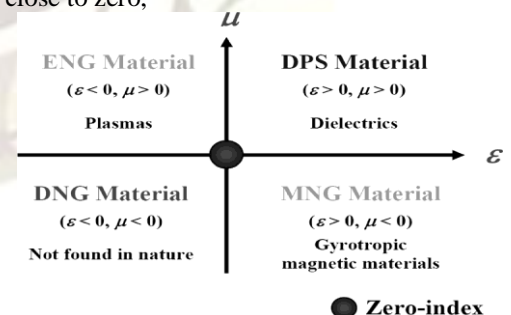 close to zero,
μ
ENG Material
(ε< 0, μ> 0)
Plasmas
DPS Material
(ε> 0, μ> 0)
Dielectrics
ε
DNG Material
(ε< 0, μ< 0)
Not found in nature
MNG Material
(ε> 0, μ< 0)
Gyrotropic
magnetic materials
Zero-index